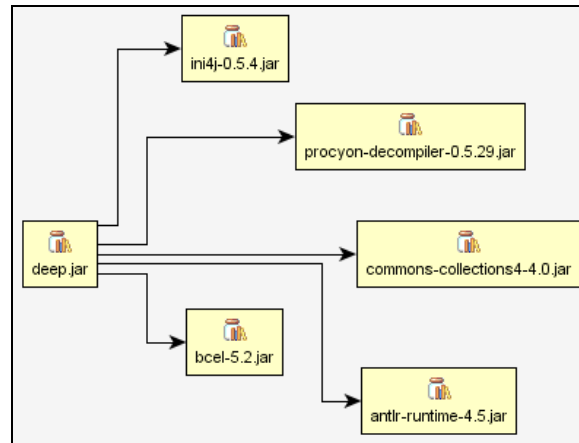 ini4j-0.5.4.jar
procyon-decompiler-0.5.29.jar
deep.jar
commons-collections4-4.0.jar
bcel-5.2.jar
antlr-runtime-4.5.jar